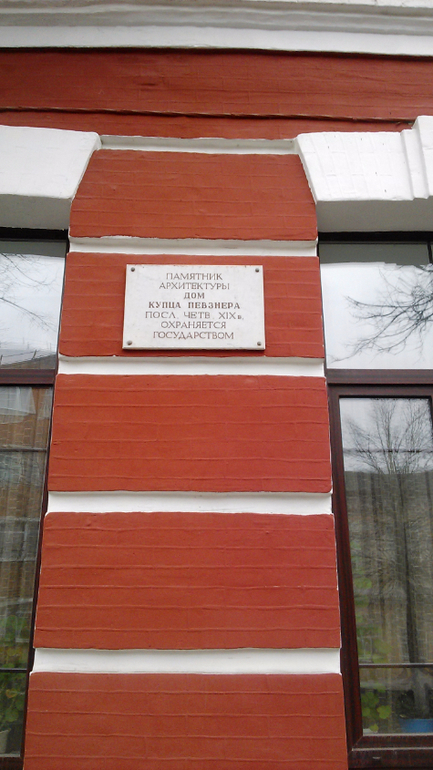 ПАМЯТНИК
АРХИТЕКТУРЫ
ДОМ
КУПЦА ПЕВЗНЕРА
ПОСЛ. ЧЕТВ. XIX в.
ОХРАНЯЕТСЯ
ГОСУДАРСТВОМ